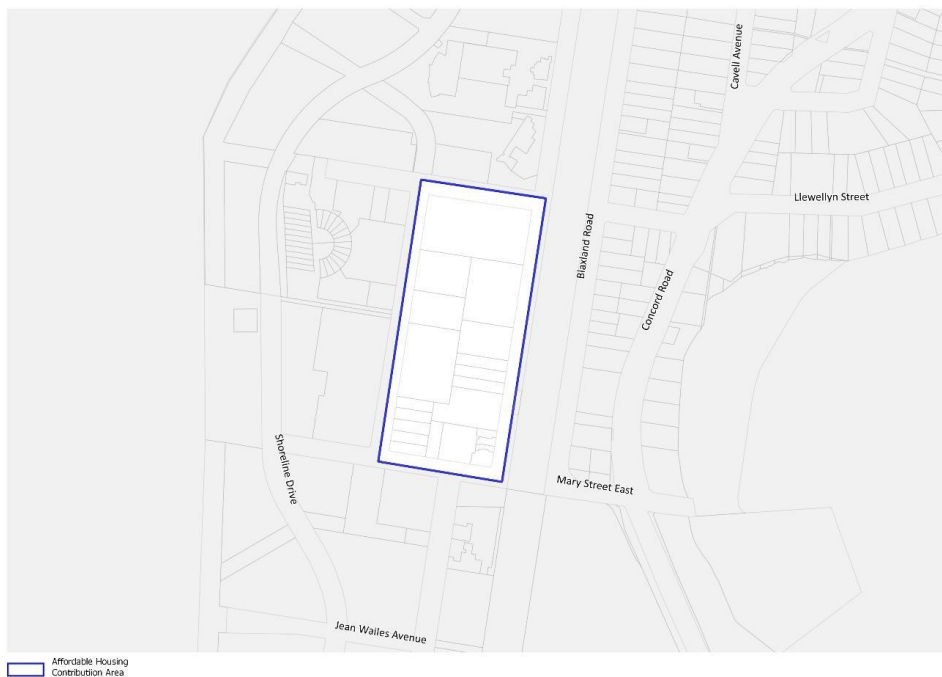 Cavell Avenue
Llewellyn Street
Blaxland Road
Concord Road
Shoreline Drive
Mary Street East
Jean Wailes Avenue
Affordable Housing
Contributiion Area